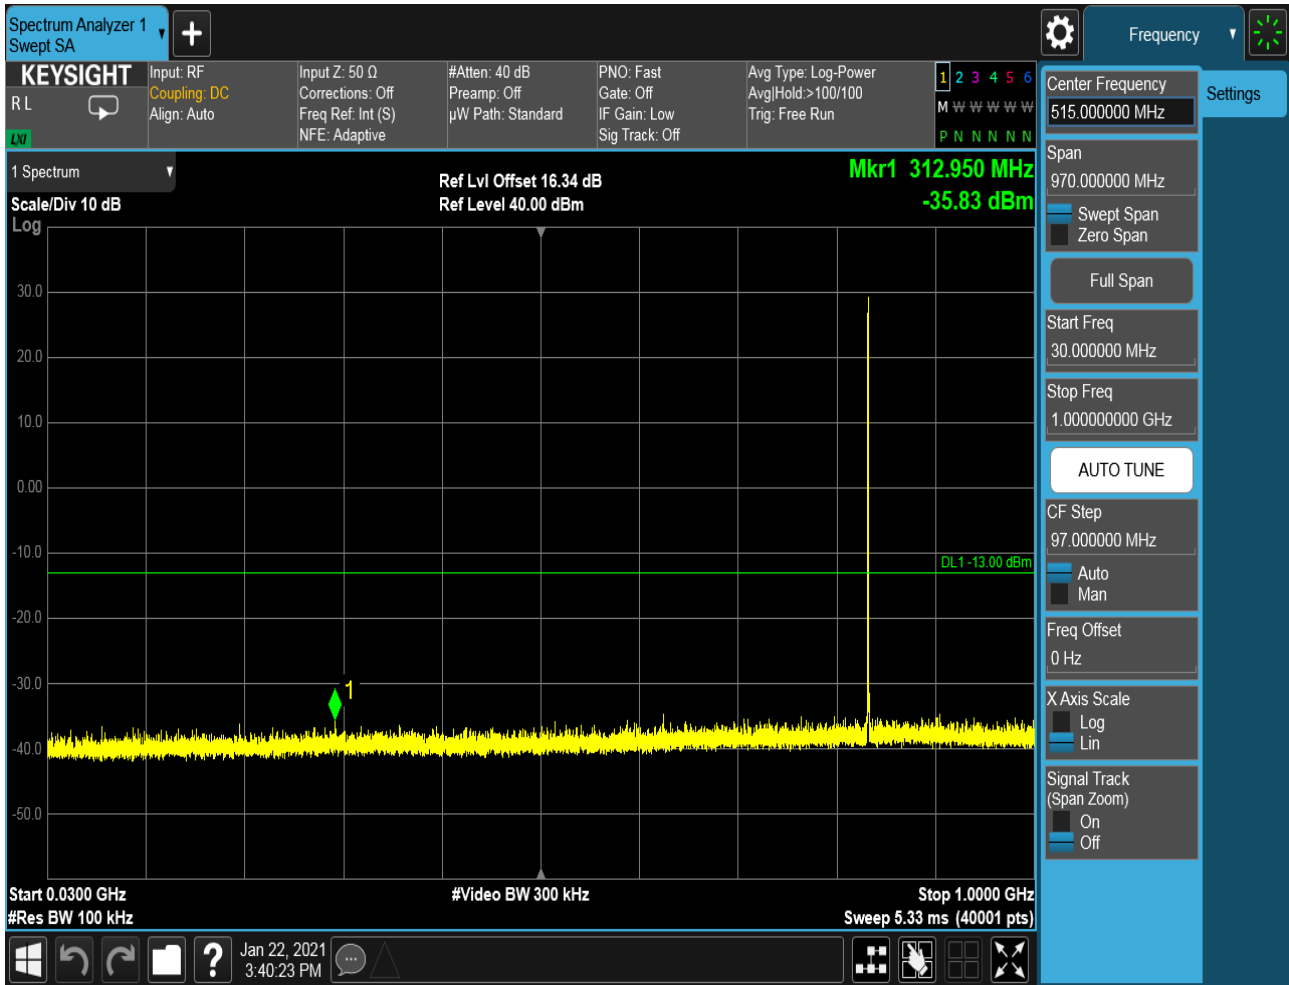 Spectrum Analyzer 1
Swept SA
Frequency
KEYSIGHT
R L
LXI
Input: RF
Coupling: DC
Align: Auto
Input Z: 50 Ω
Corrections: Off
Freq Ref: Int (S)
NFE: Adaptive
#Atten: 40 dB
Preamp: Off
µW Path: Standard
PNO: Fast
Gate: Off
IF Gain: Low
Sig Track: Off
Avg Type: Log-Power
Avg|Hold:>100/100
Trig: Free Run
1 2 3 4 5 6
M W W W W W
P N N N N N
1 Spectrum
Scale/Div 10 dB
Log
Ref Lvl Offset 16.34 dB
Ref Level 40.00 dBm
Mkr1 312.950 MHz
-35.83 dBm
30.0
20.0
10.0
0.00
-10.0
-20.0
-30.0
-40.0
-50.0
DL1 -13.00 dBm
1
Start 0.0300 GHz
#Res BW 100 kHz
#Video BW 300 kHz
Stop 1.0000 GHz
Sweep 5.33 ms (40001 pts)
Center Frequency
515.000000 MHz
Settings
Span
970.000000 MHz
Swept Span
Zero Span
Full Span
Start Freq
30.000000 MHz
Stop Freq
1.000000000 GHz
AUTO TUNE
CF Step
97.000000 MHz
Auto
Man
Freq Offset
0 Hz
X Axis Scale
Log
Lin
Signal Track
(Span Zoom)
On
Off
?
Jan 22, 2021
3:40:23 PM